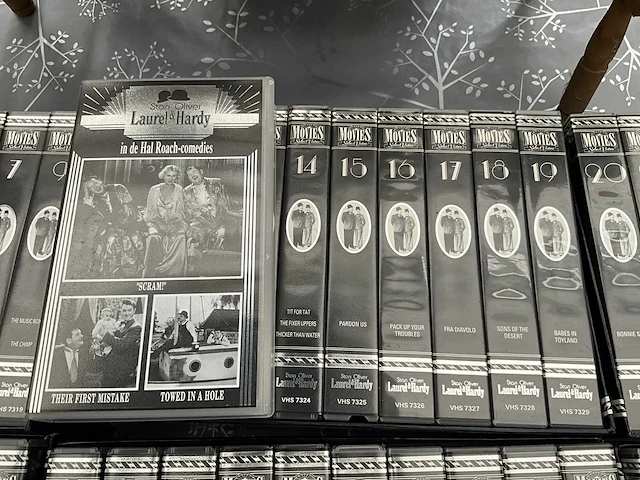 Stan Oliver
Laurel & Hardy
in de Hal Roach-comedies
"SCRAM!"
THEIR FIRST MISTAKE
TOWED IN A HOLE
MOVIES
7
THE MUSIC BOX
THE CHIMP
VHS 7319
MOVIES
14
TIT FOR TAT
THE FIXER UPPERS
THICKER THAN WATER
Stan Oliver
Laurel & Hardy
VHS 7324
MOVIES
15
PARDON US
Stan Oliver
Laurel & Hardy
VHS 7325
MOVIES
16
PACK UP YOUR
TROUBLES
Stan Oliver
Laurel & Hardy
VHS 7326
MOVIES
17
FRA DIAVOLO
Stan Oliver
Laurel & Hardy
VHS 7327
MOVIES
18
SONS OF THE
DESERT
Stan Oliver
Laurel & Hardy
VHS 7328
MOVIES
19
BABES IN
TOYLAND
Stan Oliver
Laurel & Hardy
VHS 7329
MOVIES
20
BONNIE S